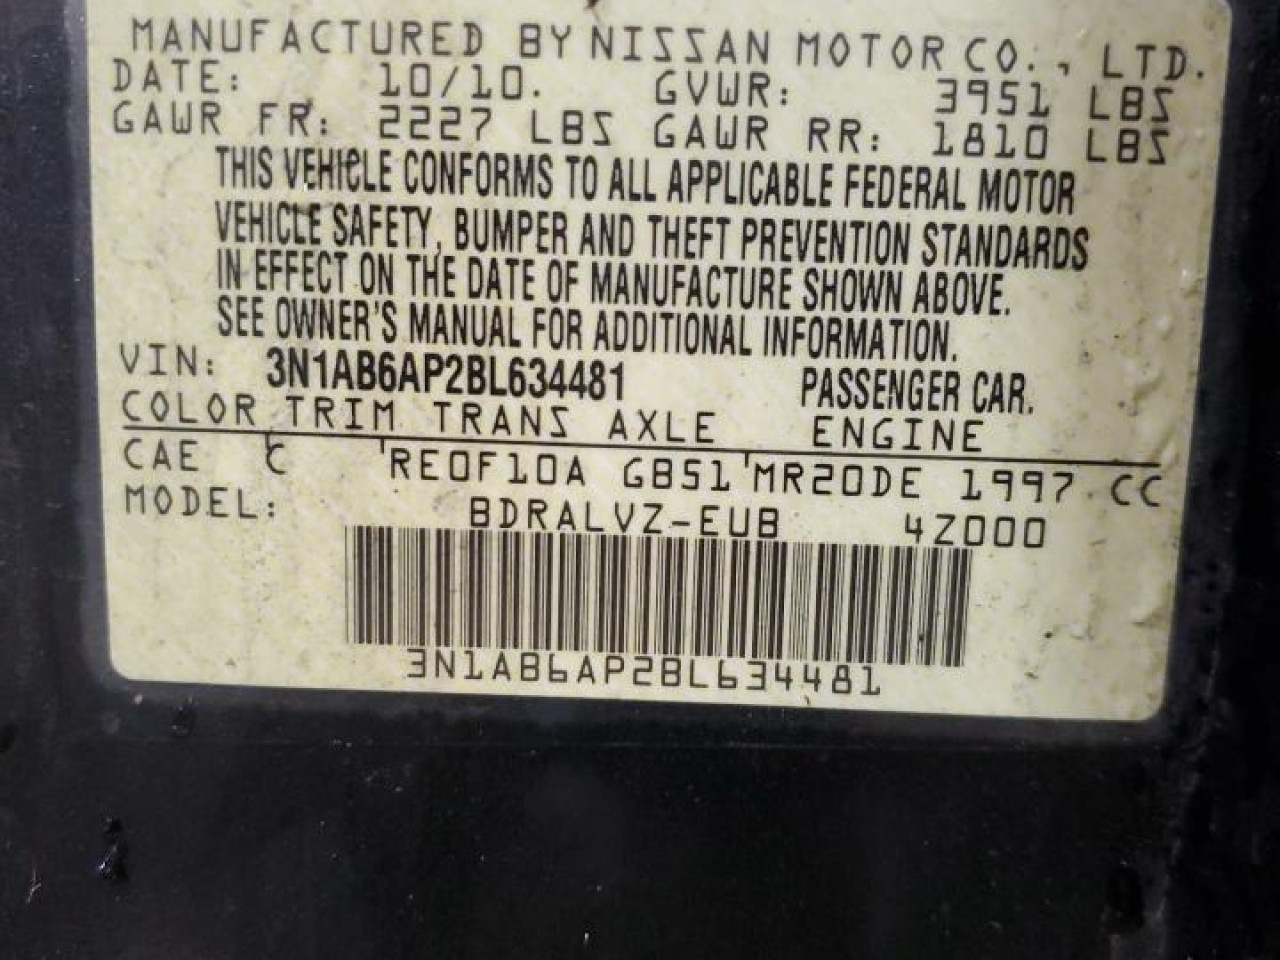 MANUFACTURED BY NISSAN MOTOR CO., LTD.
DATE: 10/10. GVWR: 3951 LBS
GAWR FR: 2227 LBS GAWR RR: 1810 LBS
THIS VEHICLE CONFORMS TO ALL APPLICABLE FEDERAL MOTOR
VEHICLE SAFETY, BUMPER AND THEFT PREVENTION STANDARDS
IN EFFECT ON THE DATE OF MANUFACTURE SHOWN ABOVE.
SEE OWNER'S MANUAL FOR ADDITIONAL INFORMATION.
VIN: 3N1AB6AP2BL634481 PASSENGER CAR.
COLOR TRIM TRANS AXLE ENGINE
CAE C RE0F10A GB51 MR20DE 1997 CC
MODEL: BDRALVZ-EUB 4Z000
3N1AB6AP2BL634481